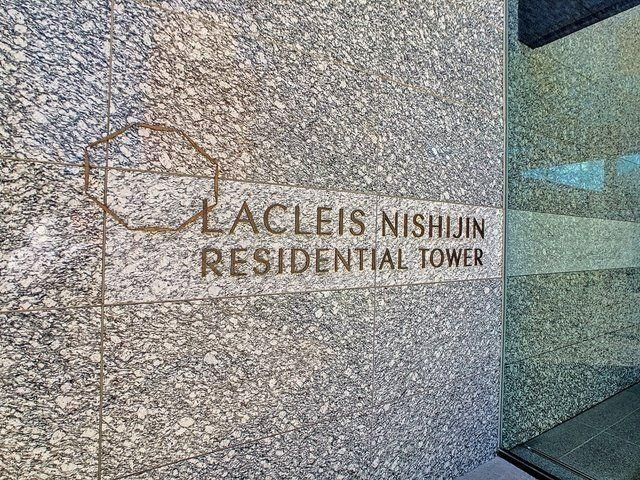 LACLEIS NISHIJIN
RESIDENTIAL TOWER